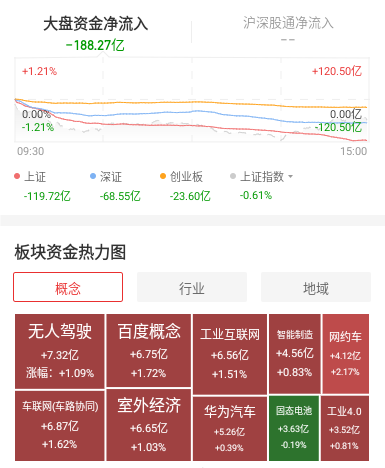 大盘资金净流入
沪深股通净流入
-188.27亿
--
+1.21%
+120.50亿
0.00%
0.00亿
-1.21%
-120.50亿
09:30
15:00
上证
深证
创业板
上证指数
-119.72亿
-68.55亿
-23.60亿
-0.61%
板块资金热力图
概念
行业
地域
无人驾驶
+7.32亿
涨幅：+1.09%
百度概念
+6.75亿
+1.72%
工业互联网
+6.56亿
+1.51%
智能制造
+4.56亿
+0.83%
网约车
+4.12亿
+2.17%
车联网(车路协同)
+6.87亿
+1.62%
室外经济
+6.65亿
+1.03%
华为汽车
+5.26亿
+0.39%
固态电池
+3.63亿
-0.19%
工业4.0
+3.52亿
+0.81%